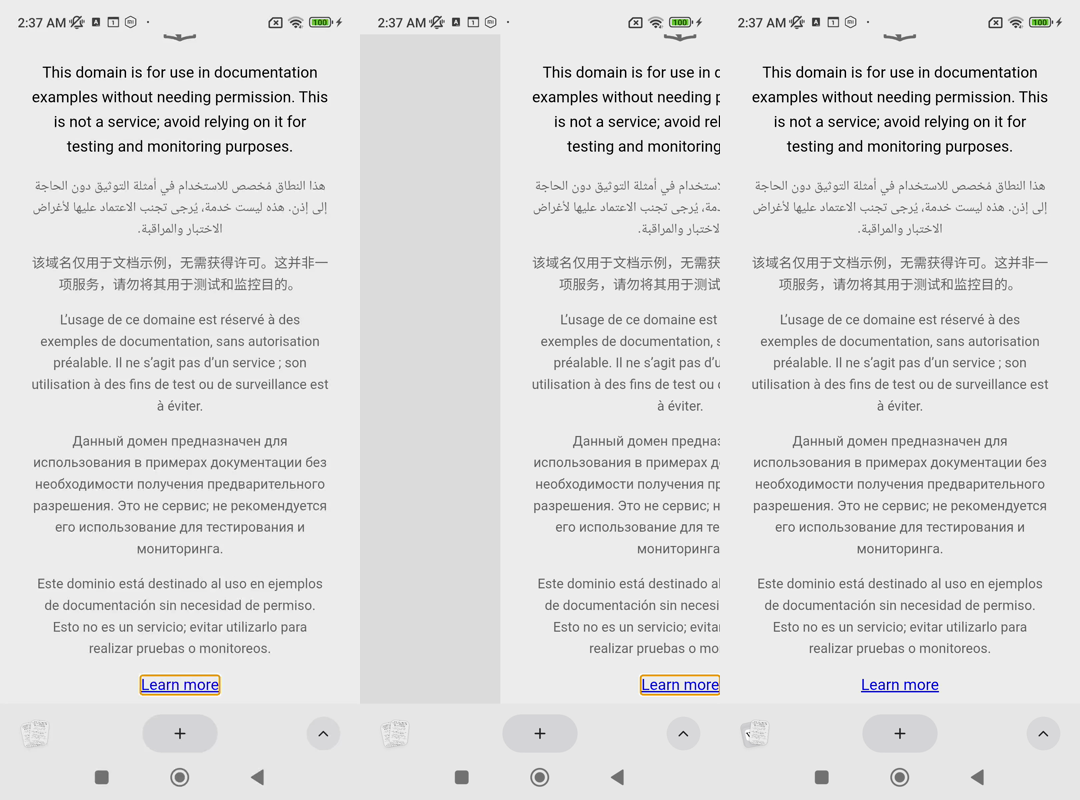 2:37 AM
100
This domain is for use in documentation
examples without needing permission. This
is not a service; avoid relying on it for
testing and monitoring purposes.
هذا النطاق مُخصص للاستخدام في أمثلة التوثيق دون الحاجة
إلى إذن. هذه ليست خدمة، يُرجى تجنب الاعتماد عليها لأغراض
الاختبار والمراقبة.
该域名仅用于文档示例，无需获得许可。这并非一
项服务，请勿将其用于测试和监控目的。
L’usage de ce domaine est réservé à des
exemples de documentation, sans autorisation
préalable. Il ne s’agit pas d’un service ; son
utilisation à des fins de test ou de surveillance est
à éviter.
Данный домен предназначен для
использования в примерах документации без
необходимости получения предварительного
разрешения. Это не сервис; не рекомендуется
его использование для тестирования и
мониторинга.
Este dominio está destinado al uso en ejemplos
de documentación sin necesidad de permiso.
Esto no es un servicio; evitar utilizarlo para
realizar pruebas o monitoreos.
Learn more
2:37 AM
100
This domain is for use in
examples without needing
is not a service; avoid
testing and monitoring
استخدام في أمثلة التوثيق دون الحاجة
يُرجى تجنب الاعتماد عليها لأغراض
الاختبار والمراقبة.
该域名仅用于文档示例，无需获
项服务，请勿将其用于测试
L’usage de ce domaine est
exemples de documentation,
préalable. Il ne s’agit pas
utilisation à des fins de test ou
à éviter.
Данный домен
использования в примерах
необходимости получения
разрешения. Это не сервис;
его использование для
мониторинга
Este dominio está destinado
de documentación sin
Esto no es un servicio;
realizar pruebas o
Learn more
2:37 AM
100
This domain is for use in documentation
examples without needing permission. This
is not a service; avoid relying on it for
testing and monitoring purposes.
هذا النطاق مُخصص للاستخدام في أمثلة التوثيق دون الحاجة
إلى إذن. هذه ليست خدمة، يُرجى تجنب الاعتماد عليها لأغراض
الاختبار والمراقبة.
该域名仅用于文档示例，无需获得许可。这并非一
项服务，请勿将其用于测试和监控目的。
L’usage de ce domaine est réservé à des
exemples de documentation, sans autorisation
préalable. Il ne s’agit pas d’un service ; son
utilisation à des fins de test ou de surveillance est
à éviter.
Данный домен предназначен для
использования в примерах документации без
необходимости получения предварительного
разрешения. Это не сервис; не рекомендуется
его использование для тестирования и
мониторинга.
Este dominio está destinado al uso en ejemplos
de documentación sin necesidad de permiso.
Esto no es un servicio; evitar utilizarlo para
realizar pruebas o monitoreos.
Learn more